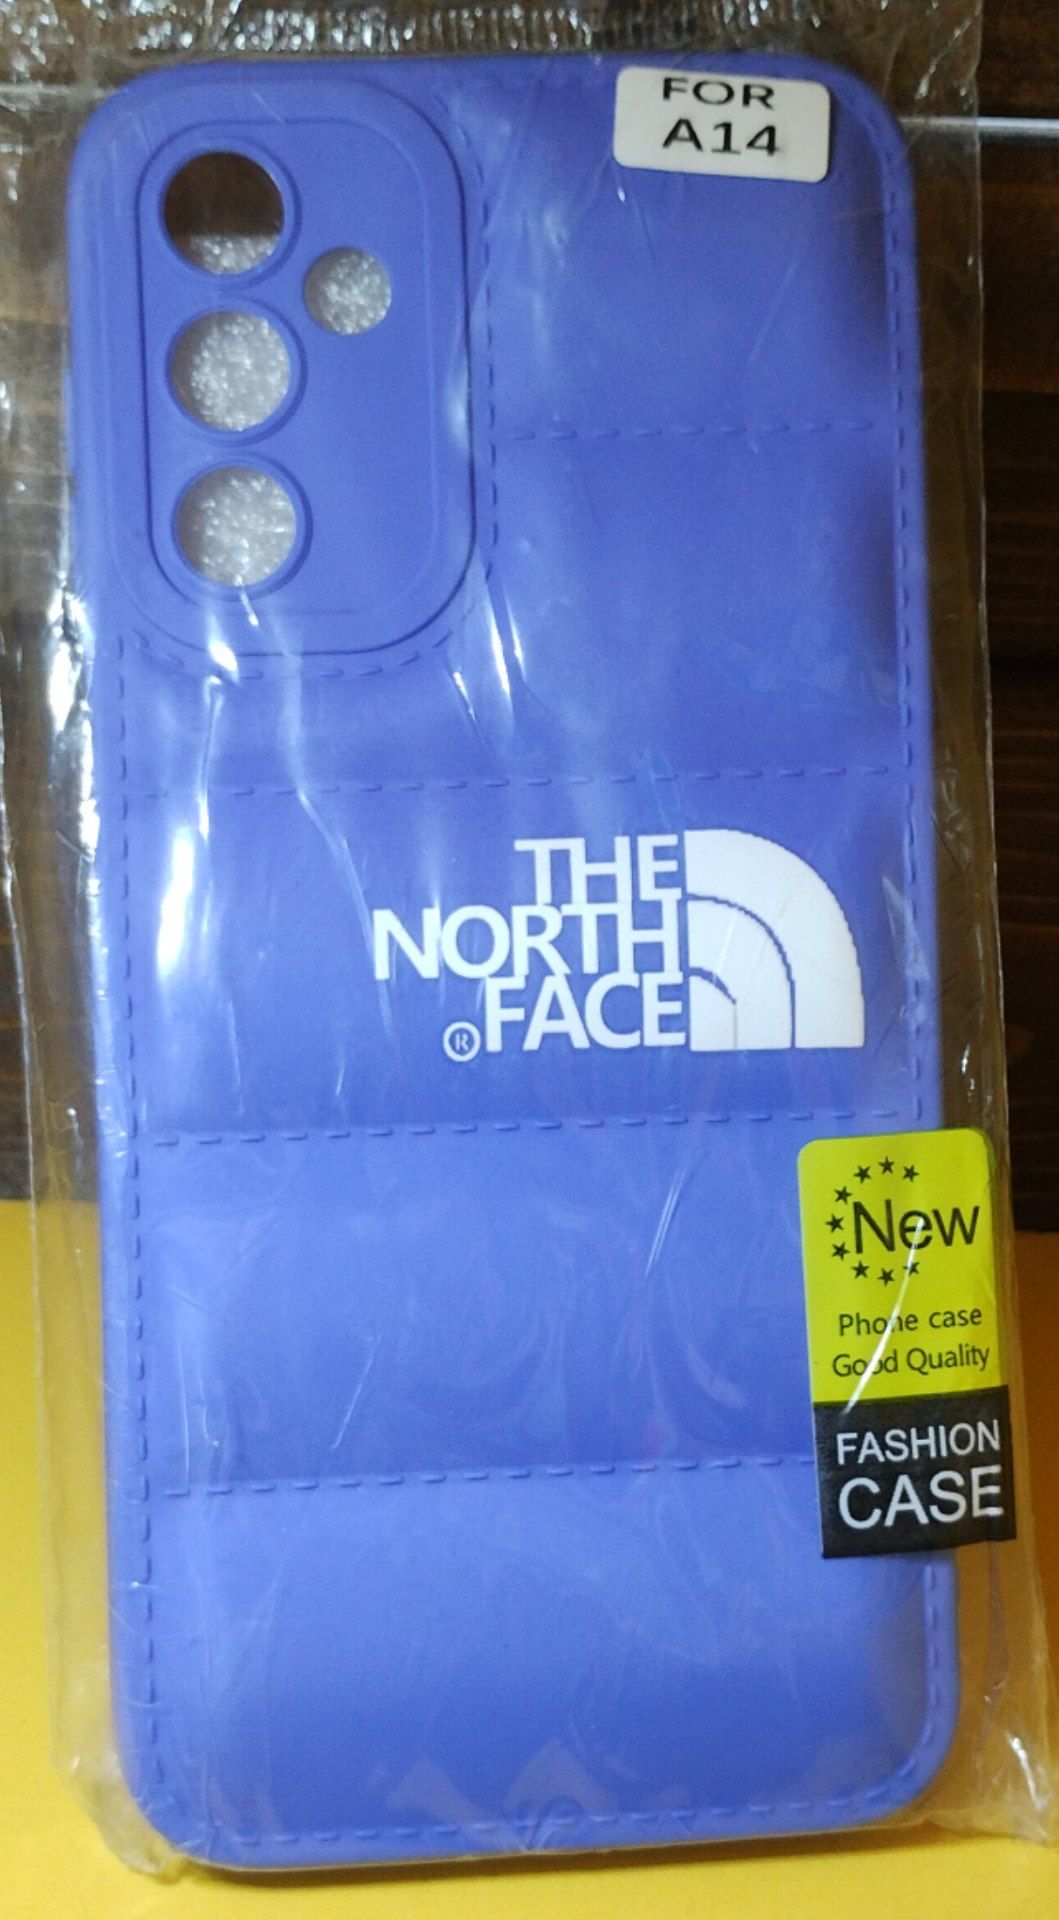 FOR
A14
THE
NORTH
® FACE
New
Phone case
Good Quality
FASHION
CASE